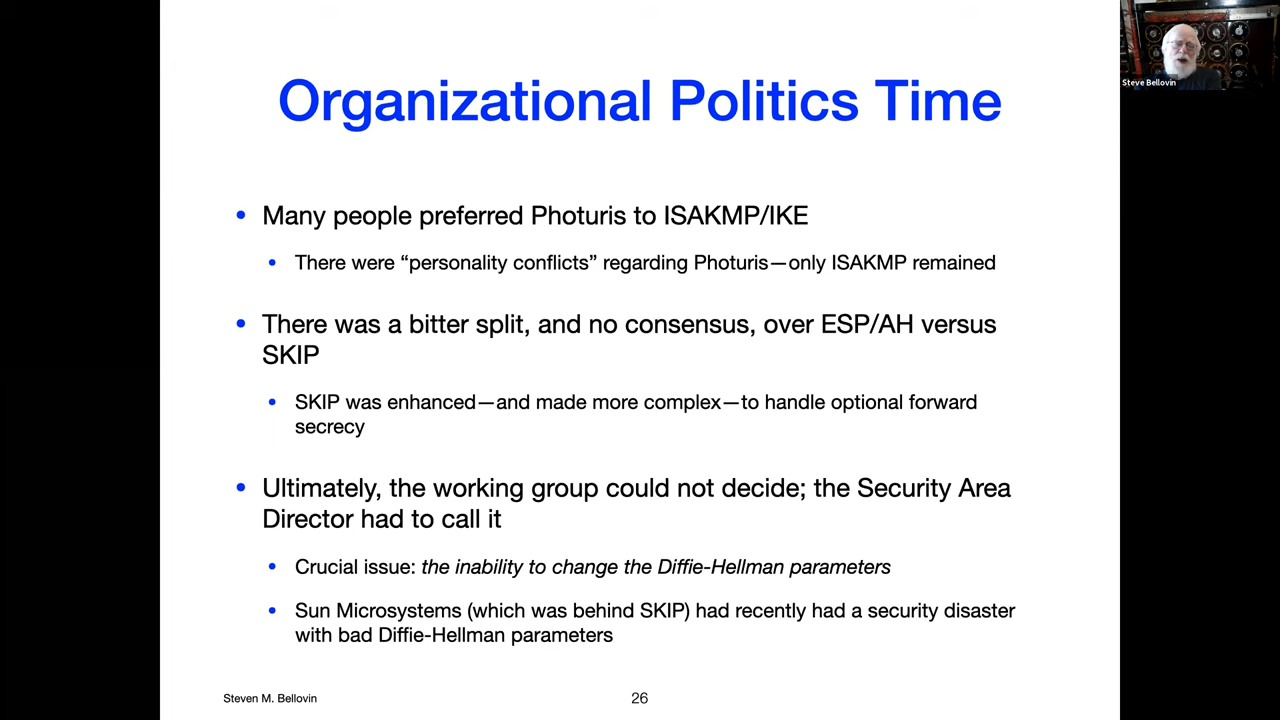 Organizational Politics Time
Steve Bellovin
• Many people preferred Photuris to ISAKMP/IKE
• There were “personality conflicts” regarding Photuris—only ISAKMP remained
• There was a bitter split, and no consensus, over ESP/AH versus
SKIP
• SKIP was enhanced—and made more complex—to handle optional forward
secrecy
• Ultimately, the working group could not decide; the Security Area
Director had to call it
• Crucial issue: the inability to change the Diffie-Hellman parameters
• Sun Microsystems (which was behind SKIP) had recently had a security disaster
with bad Diffie-Hellman parameters
Steven M. Bellovin
26